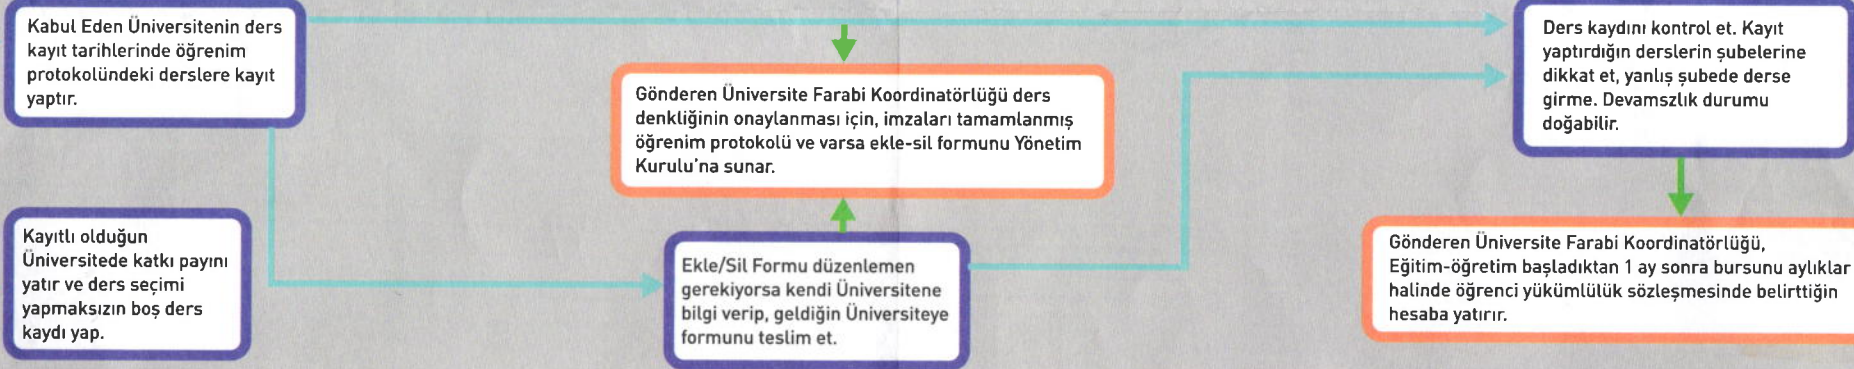 Kabul Eden Üniversitenin ders
kayıt tarihlerinde öğrenim
protokolündeki derslere kayıt
yaptır.
Kayıtlı olduğun
Üniversitede katkı payını
yatır ve ders seçimi
yapmaksızın boş ders
kaydı yap.
Gönderen Üniversite Farabi Koordinatörlüğü ders
denkliğinin onaylanması için, imzaları tamamlanmış
öğrenim protokolü ve varsa ekle-sil formunu Yönetim
Kurulu'na sunar.
Ekle/Sil Formu düzenlemen
gerekiyorsa kendi Üniversitene
bilgi verip, geldiğin Üniversiteye
formunu teslim et.
Ders kaydını kontrol et. Kayıt
yaptırdığın derslerin şubelerine
dikkat et, yanlış şubede derse
girme. Devamszlık durumu
doğabilir.
Gönderen Üniversite Farabi Koordinatörlüğü,
Eğitim-öğretim başladıktan 1 ay sonra bursunu aylıklar
halinde öğrenci yükümlülük sözleşmesinde belirttiğin
hesaba yatırır.